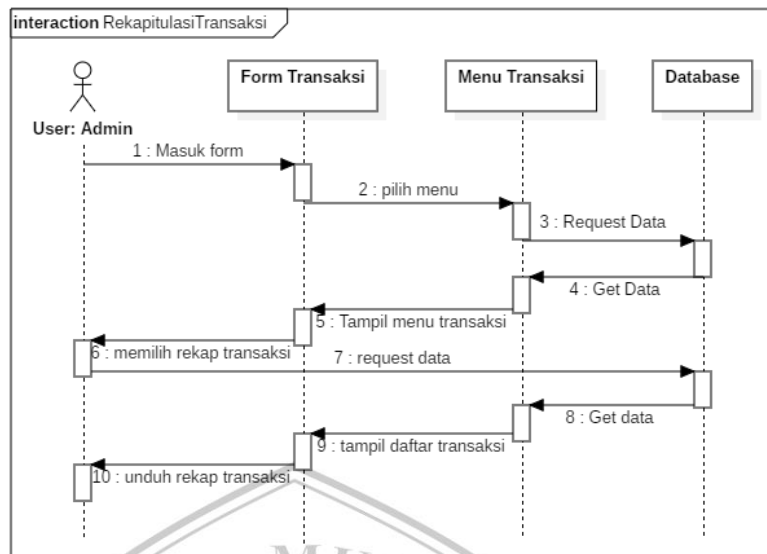 interaction RekapitulasiTransaksi
Form Transaksi
Menu Transaksi
Database
User: Admin
1 : Masuk form
2 : pilih menu
3 : Request Data
4 : Get Data
5 : Tampil menu transaksi
6 : memilih rekap transaksi
7 : request data
8 : Get data
9 : tampil daftar transaksi
10 : unduh rekap transaksi